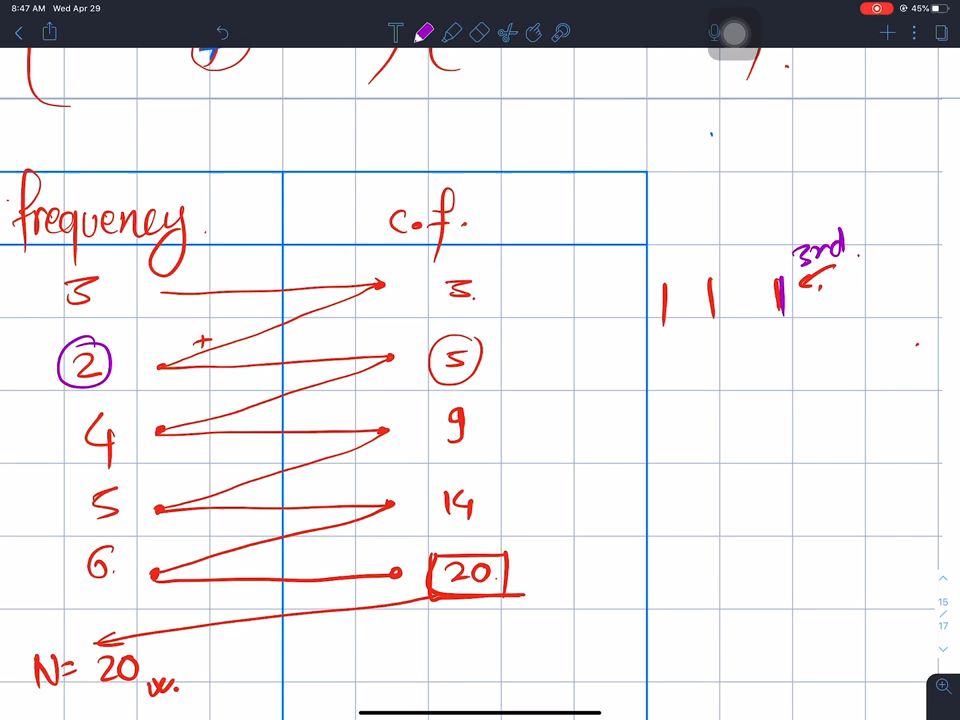 8:47 AM Wed Apr 29
45%
T
frequency.
c.f.
3
3.
3rd.
+
2
5
4
9
5
14
6.
20.
N= 20
15
/
17